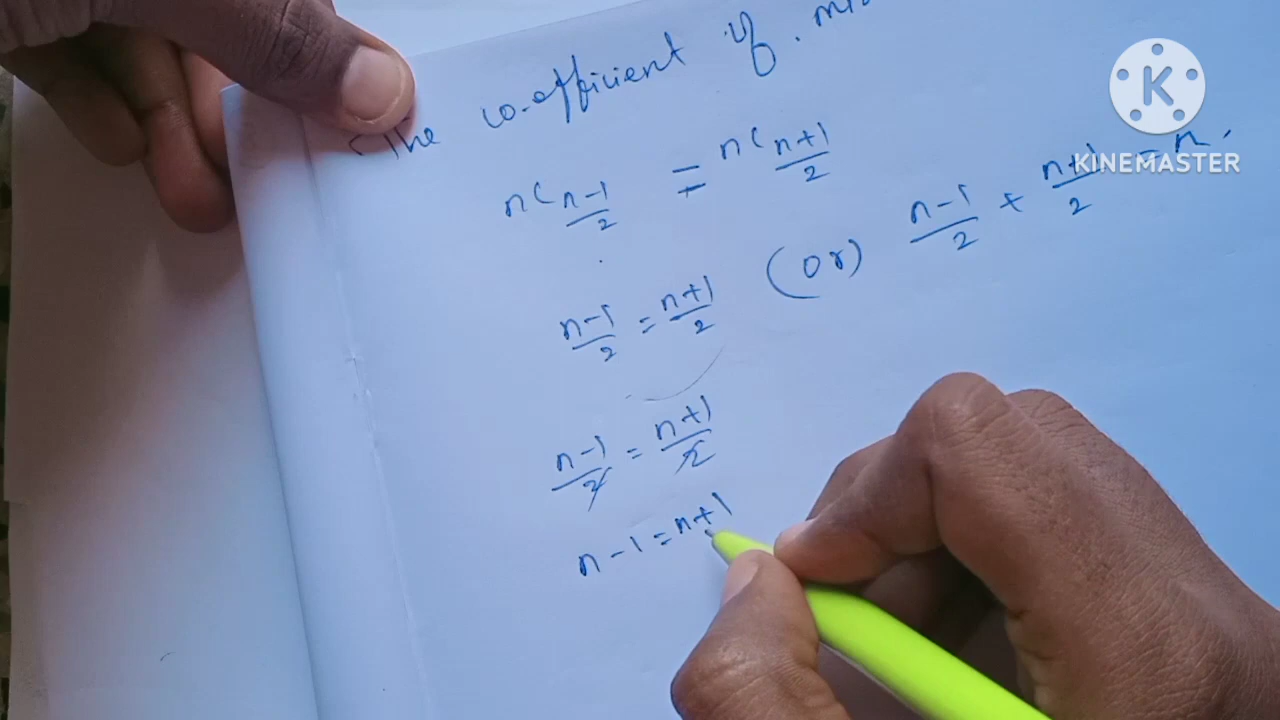 The co-efficient of
nC n-1/2 = nC n+1/2
n-1/2 = n+1/2 (or) n-1/2 + n+1/2 = n.
n-1/2 = n+1/2
n-1 = n+1
K
KINEMASTER